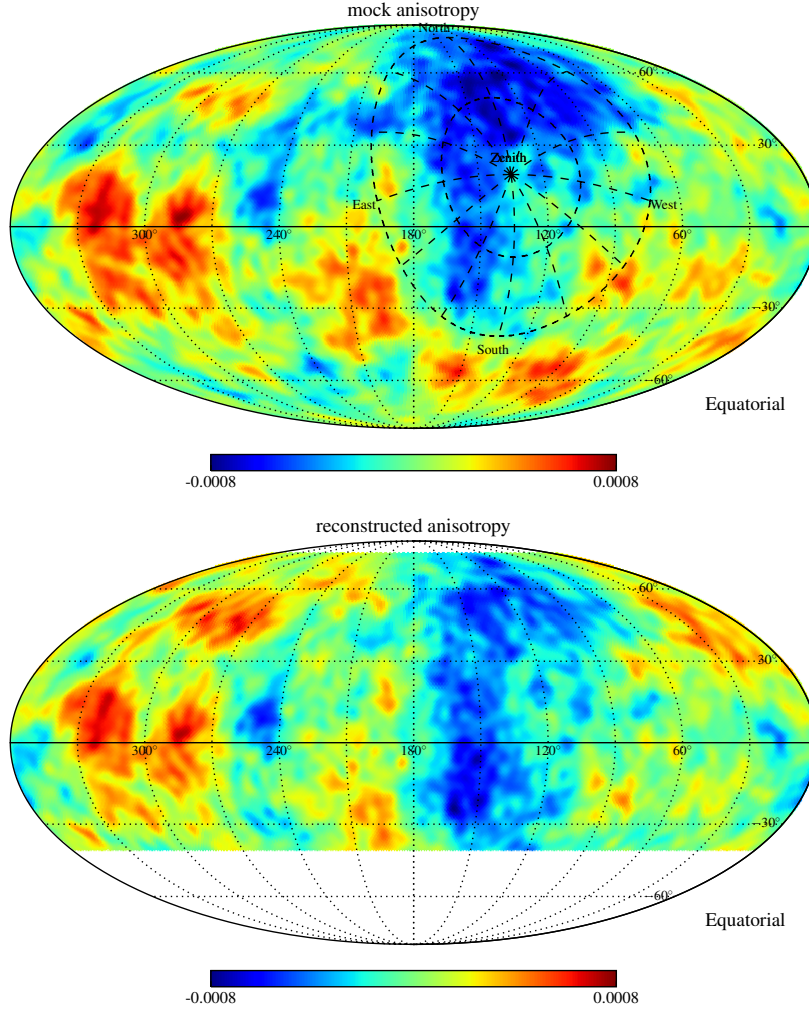 mock anisotropy
North
60°
30°
Zenith
East
West
300°
240°
180°
120°
60°
-30°
South
-60°
Equatorial
-0.0008
0.0008
reconstructed anisotropy
60°
30°
300°
240°
180°
120°
60°
-30°
-60°
Equatorial
-0.0008
0.0008